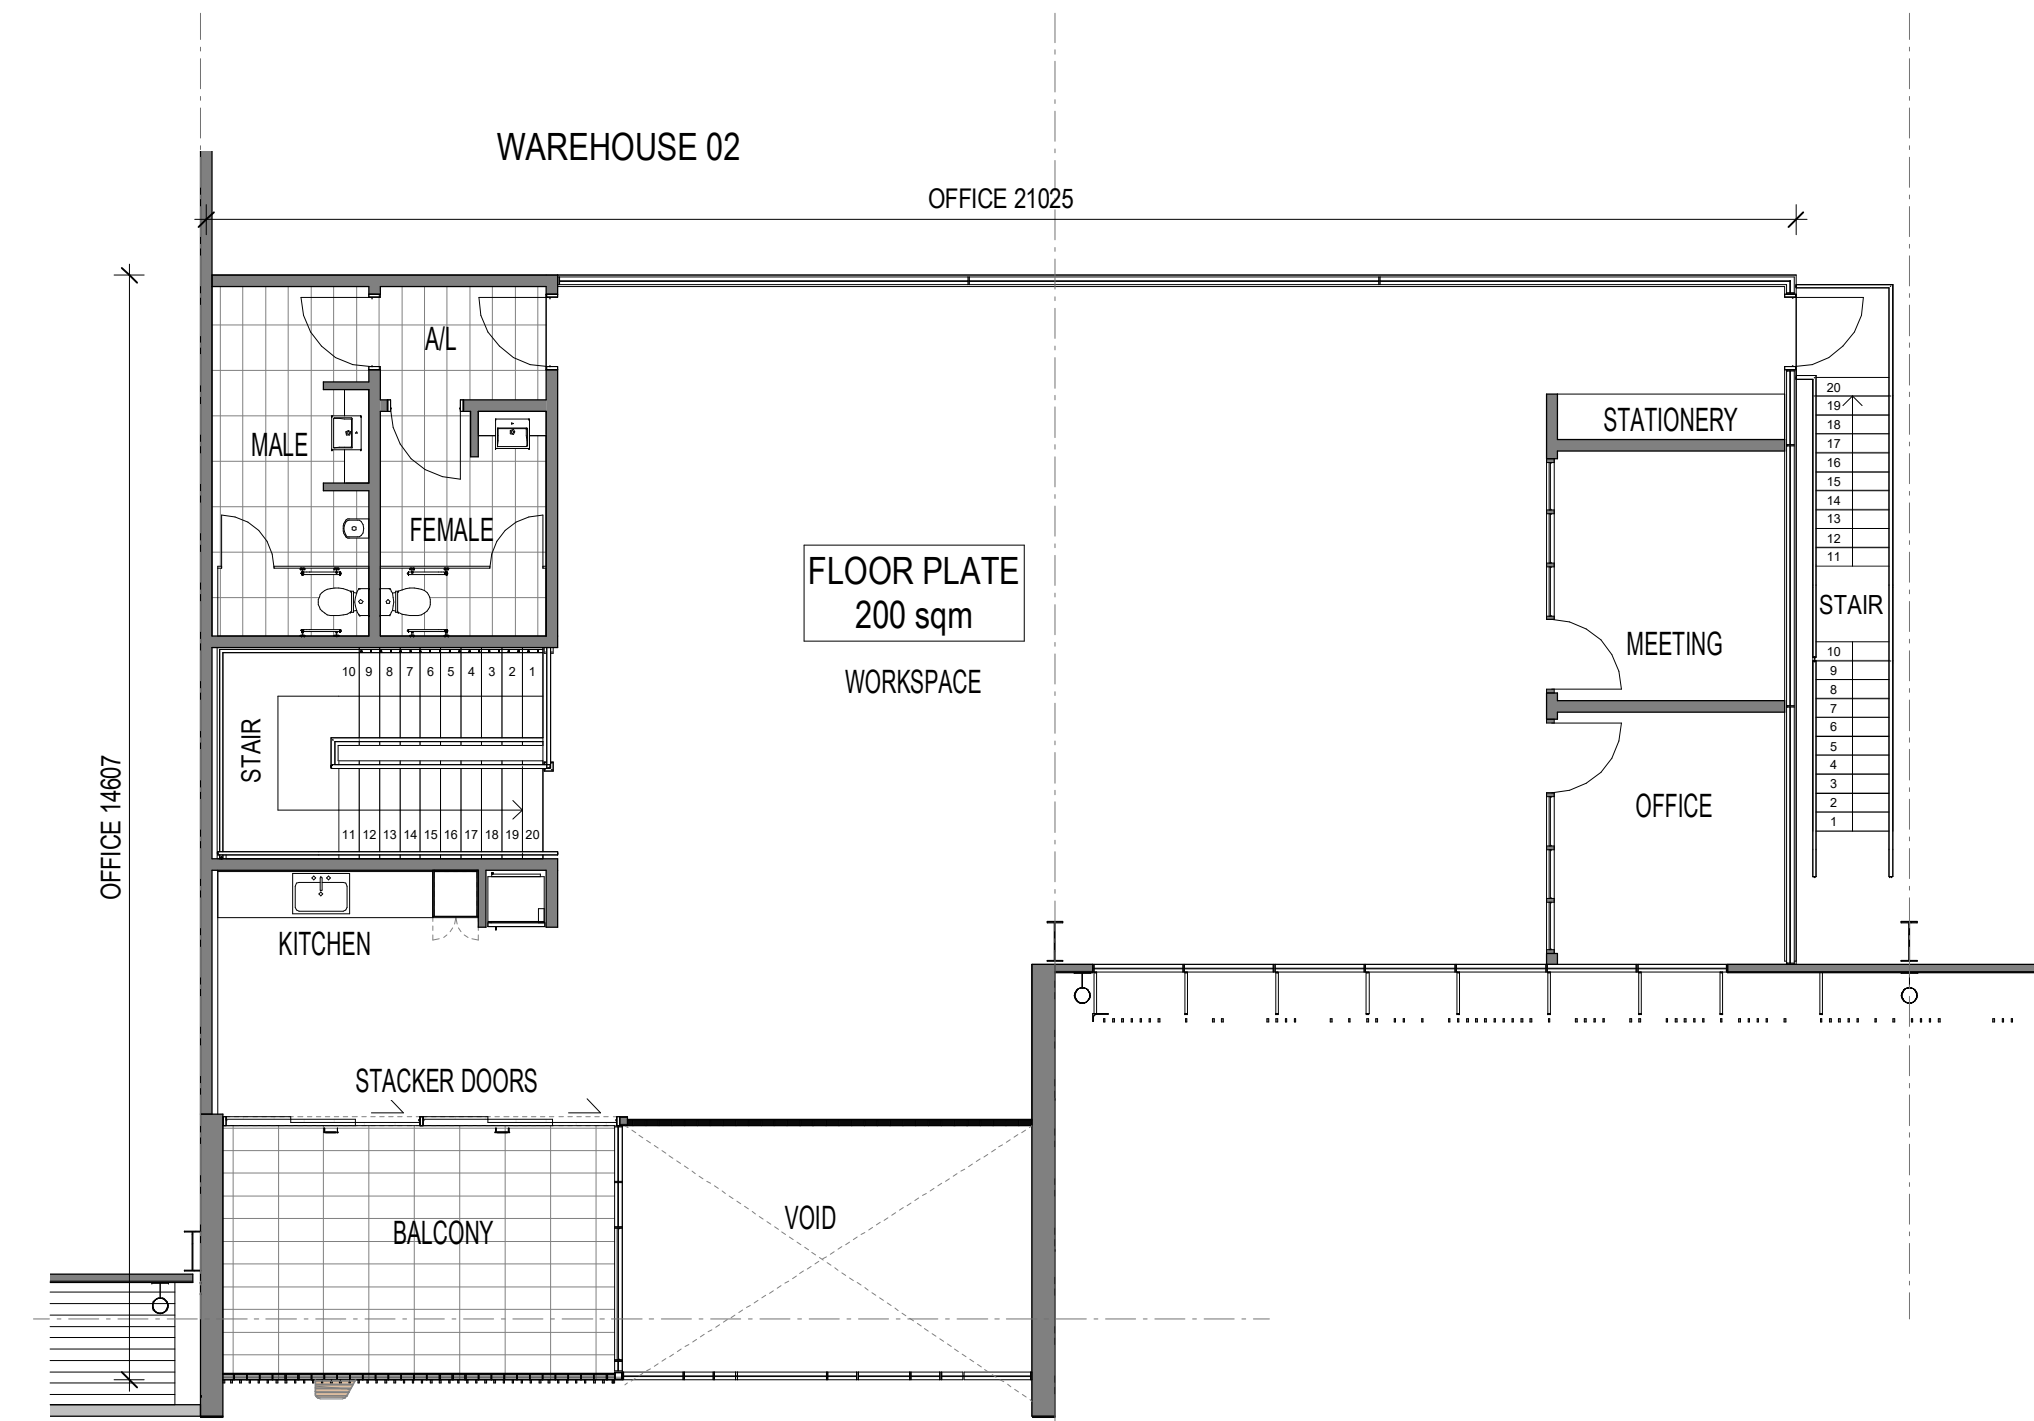 WAREHOUSE 02
OFFICE 21025
OFFICE 14607
A/L
MALE
FEMALE
STATIONERY
20
19
18
17
16
15
14
13
12
11
STAIR
10
9
8
7
6
5
4
3
2
1
FLOOR PLATE
200 sqm
WORKSPACE
MEETING
OFFICE
10 9 8 7 6 5 4 3 2 1
STAIR
11 12 13 14 15 16 17 18 19 20
KITCHEN
STACKER DOORS
BALCONY
VOID